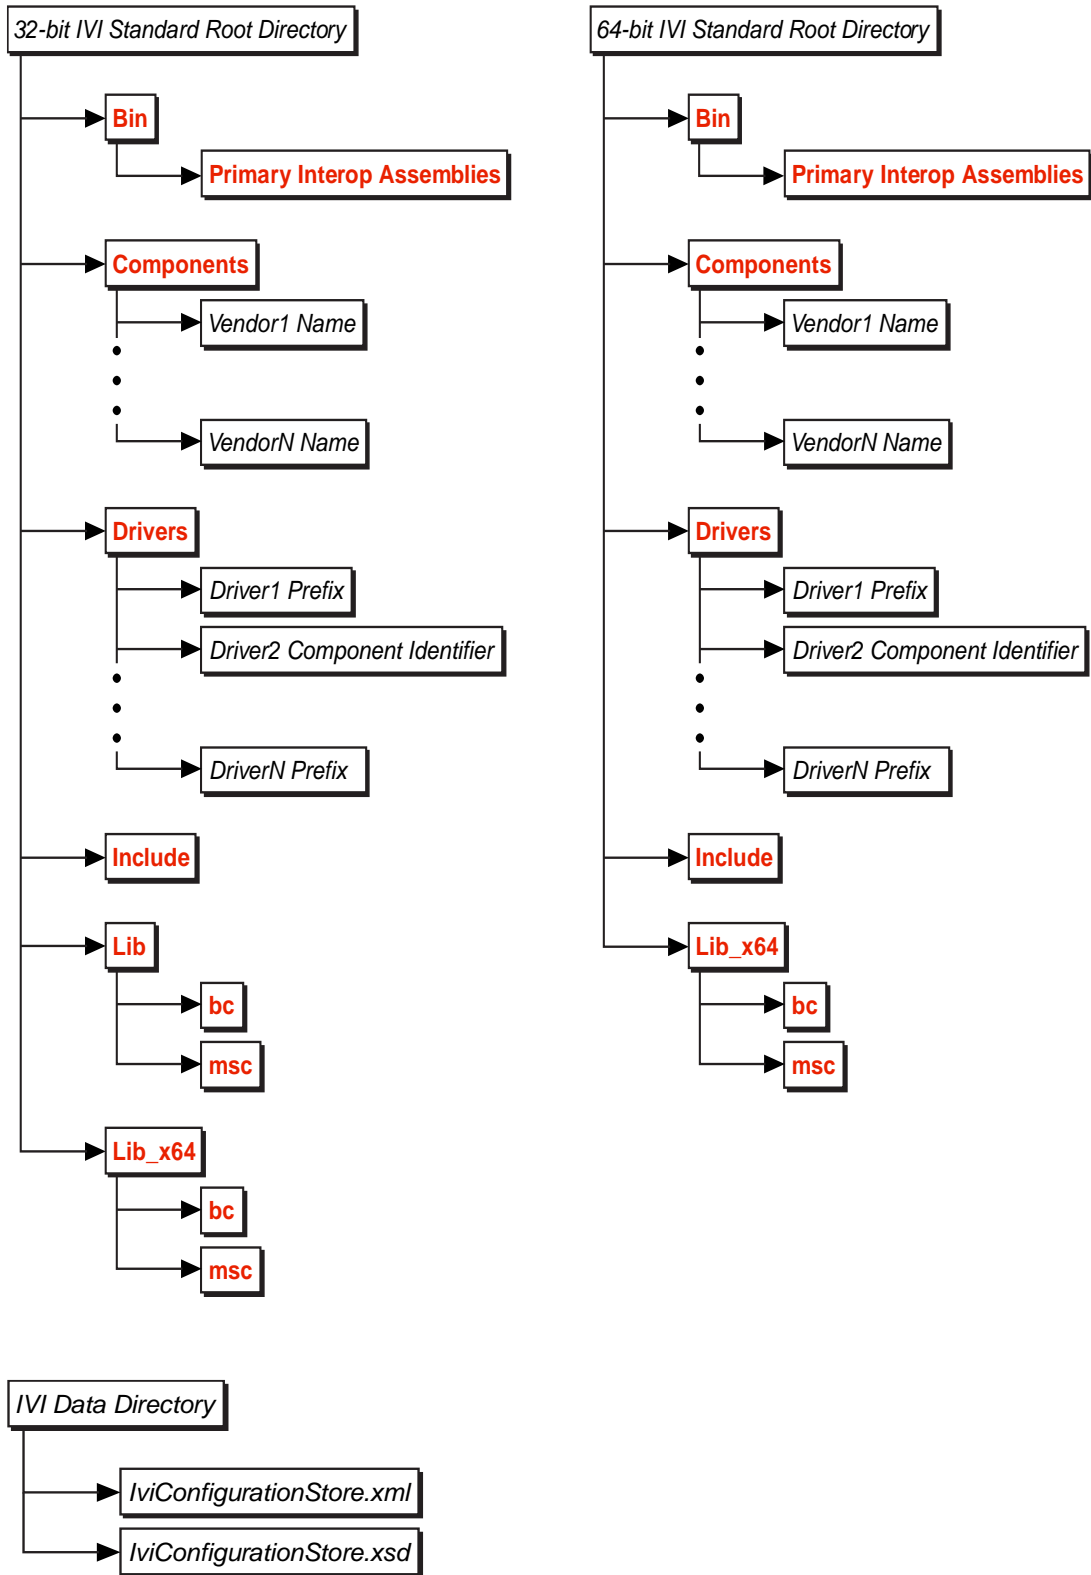 32-bit IVI Standard Root Directory
Bin
Primary Interop Assemblies
Components
Vendor1 Name
VendorN Name
Drivers
Driver1 Prefix
Driver2 Component Identifier
DriverN Prefix
Include
Lib
bc
msc
Lib_x64
bc
msc
64-bit IVI Standard Root Directory
Bin
Primary Interop Assemblies
Components
Vendor1 Name
VendorN Name
Drivers
Driver1 Prefix
Driver2 Component Identifier
DriverN Prefix
Include
Lib_x64
bc
msc
IVI Data Directory
IviConfigurationStore.xml
IviConfigurationStore.xsd